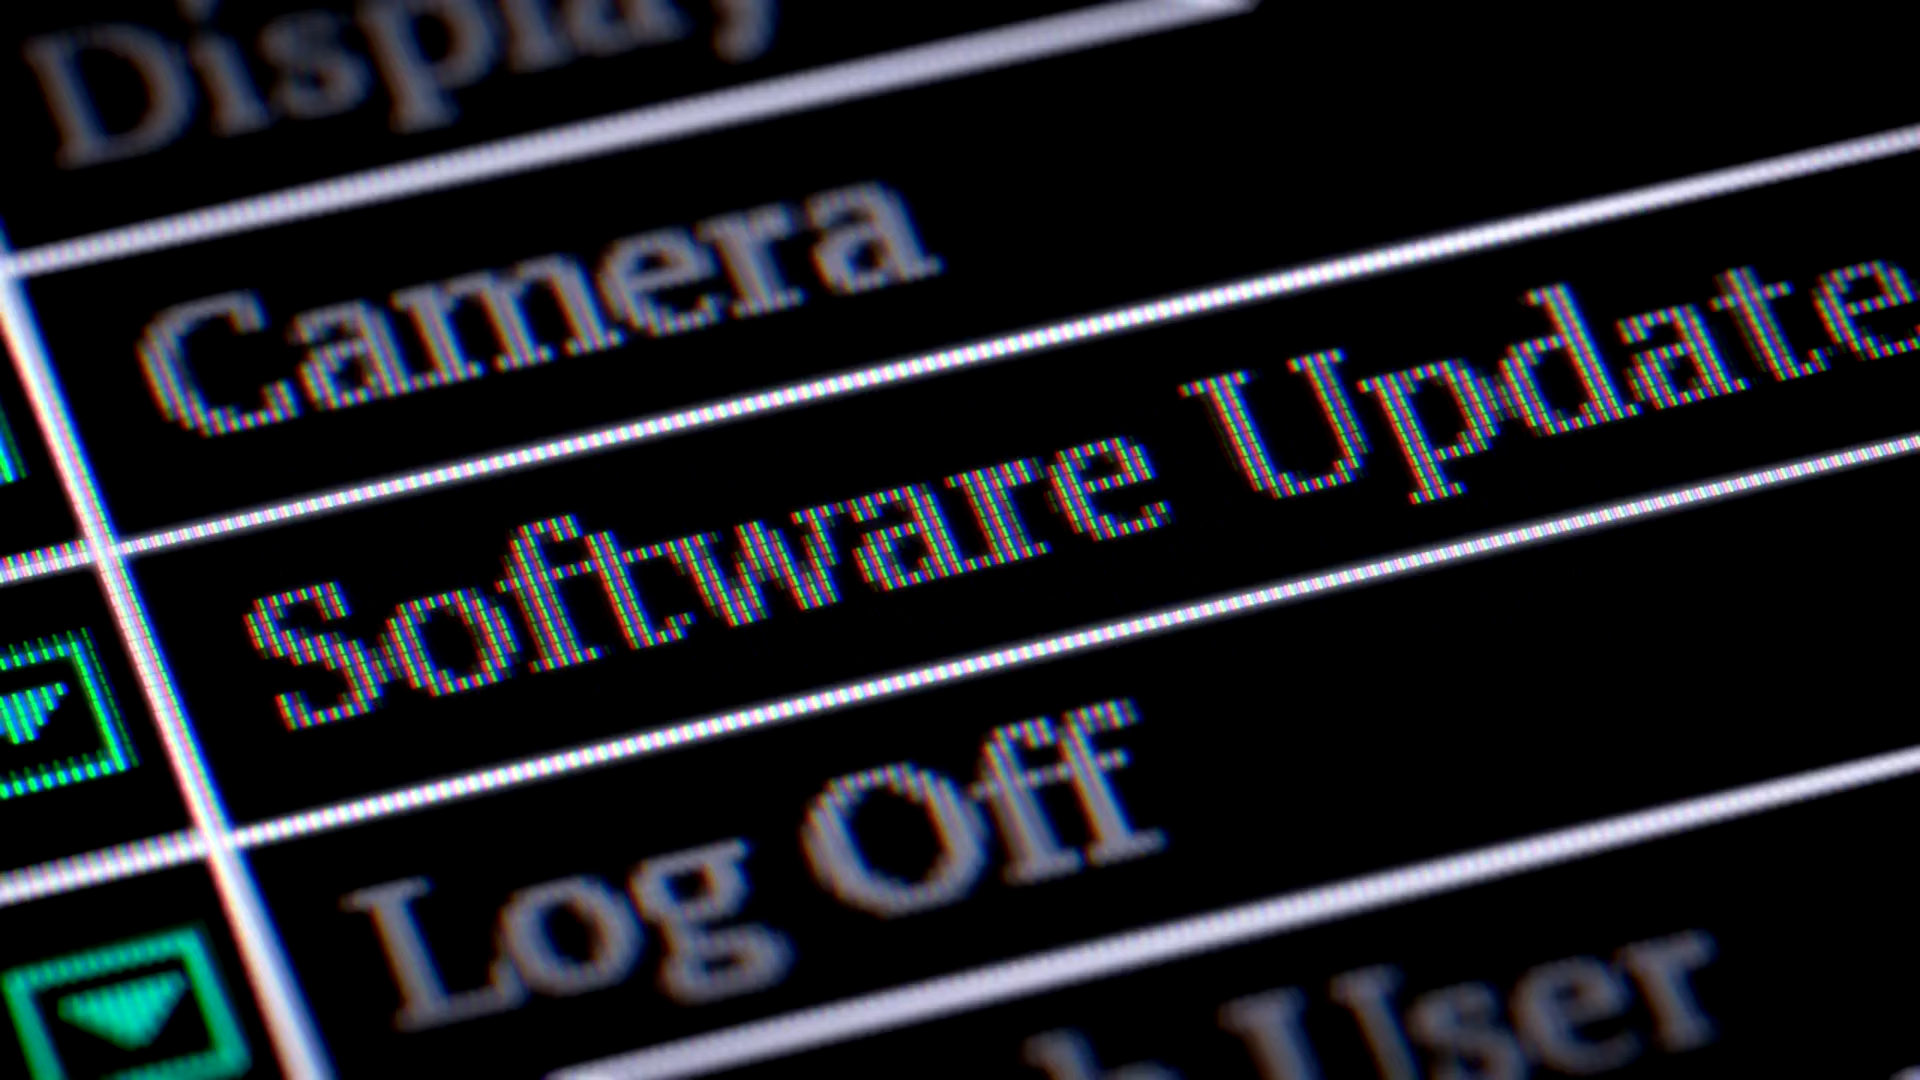 Display
Camera
Software Update
Log Off
User